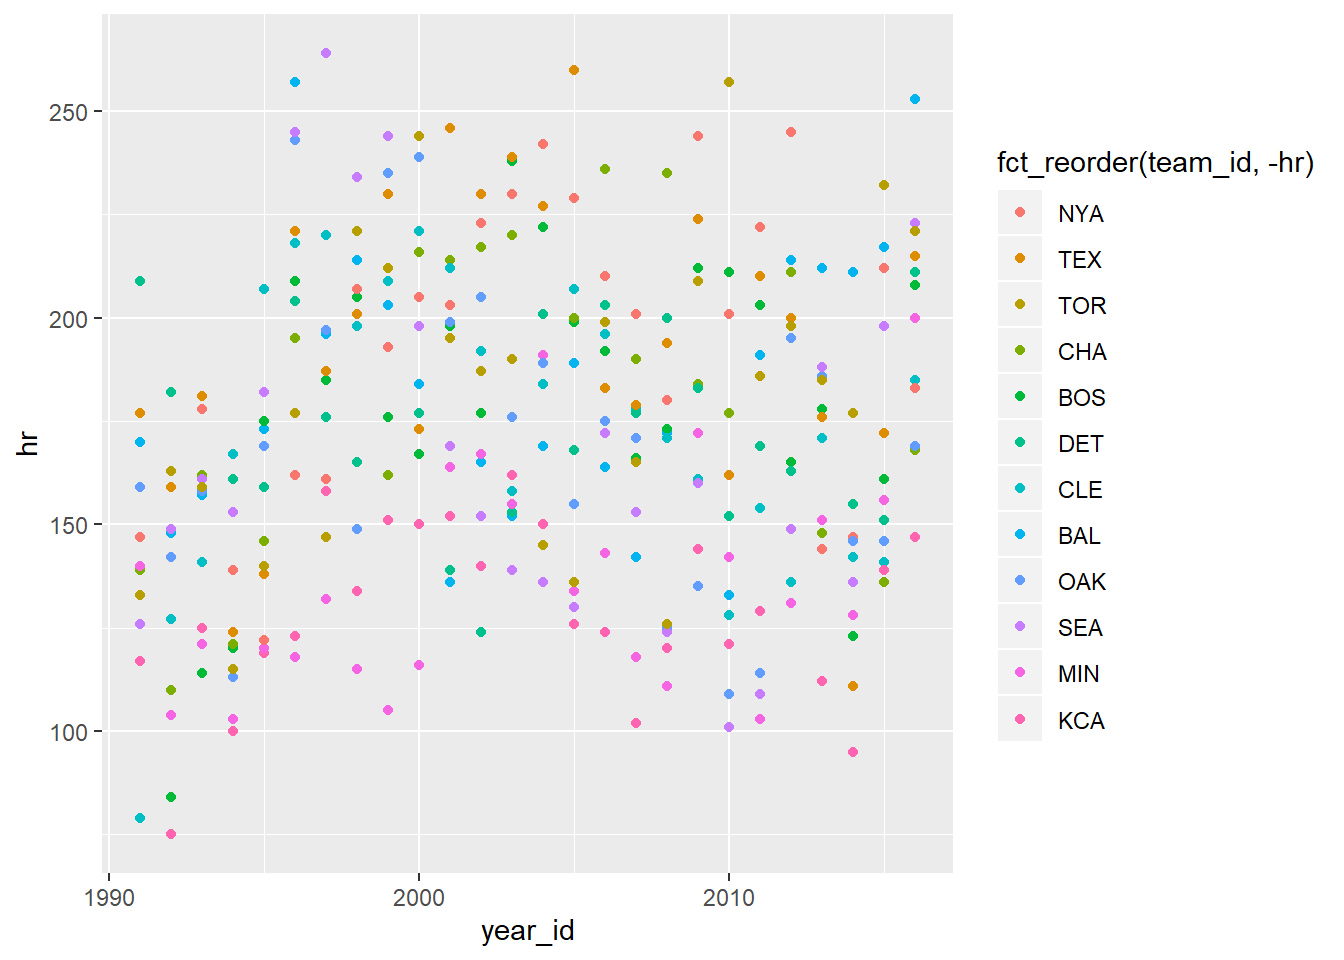 250
200
150
100
hr
1990
2000
2010
year_id
fct_reorder(team_id, -hr)
NYA
TEX
TOR
CHA
BOS
DET
CLE
BAL
OAK
SEA
MIN
KCA